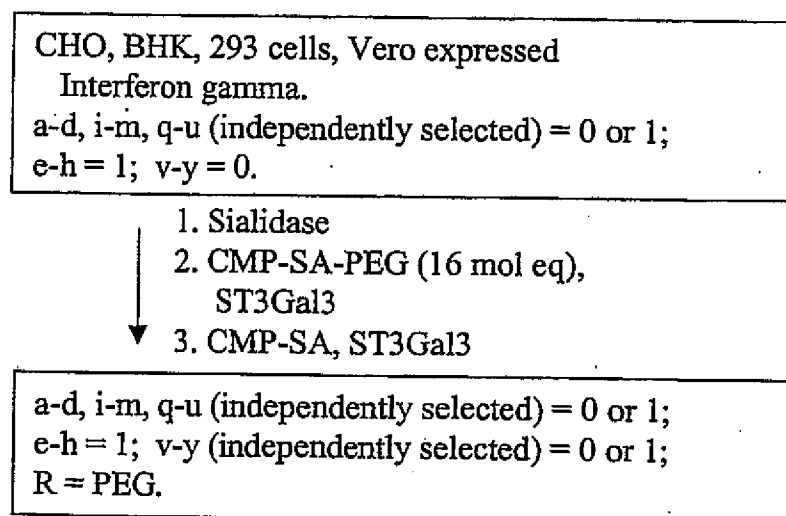 CHO, BHK, 293 cells, Vero expressed
Interferon gamma.
a-d, i-m, q-u (independently selected) = 0 or 1;
e-h = 1; v-y = 0.
1. Sialidase
2. CMP-SA-PEG (16 mol eq),
ST3Gal3
3. CMP-SA, ST3Gal3
a-d, i-m, q-u (independently selected) = 0 or 1;
e-h = 1; v-y (independently selected) = 0 or 1;
R = PEG.